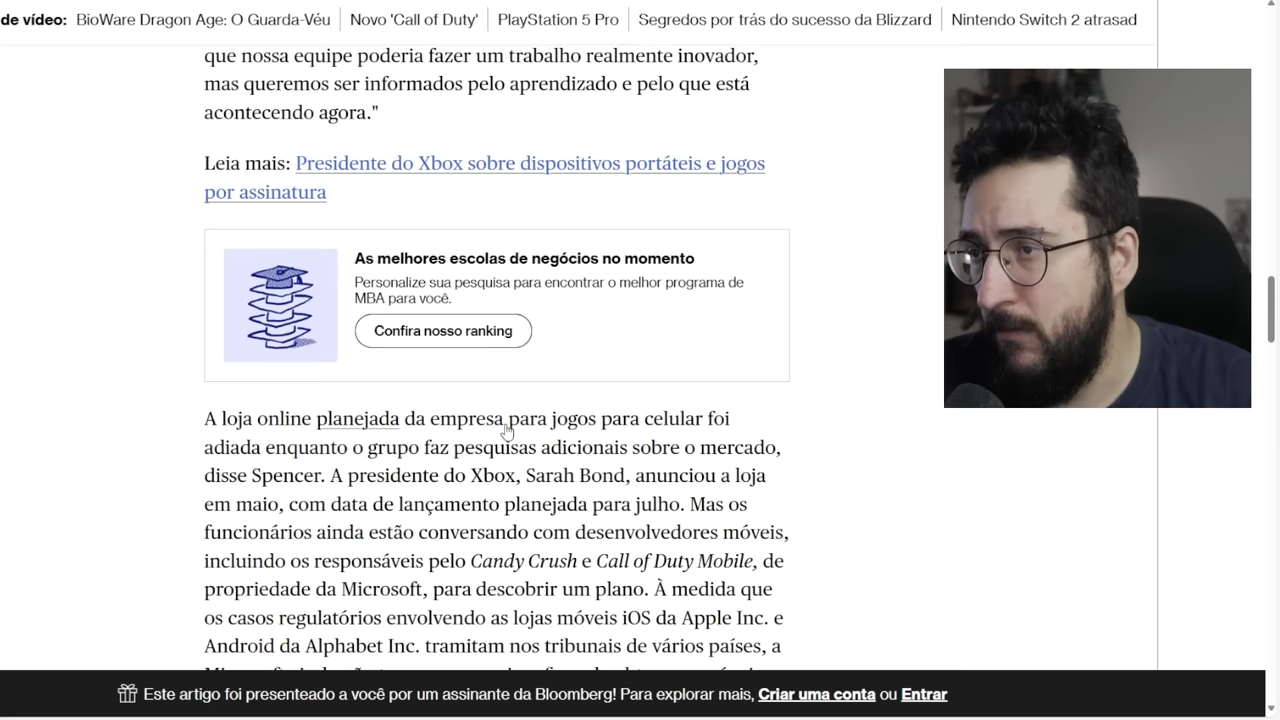 de vídeo: BioWare Dragon Age: O Guarda-Véu Novo 'Call of Duty' PlayStation 5 Pro Segredos por trás do sucesso da Blizzard Nintendo Switch 2 atrasad
que nossa equipe poderia fazer um trabalho realmente inovador,
mas queremos ser informados pelo aprendizado e pelo que está
acontecendo agora."
Leia mais: Presidente do Xbox sobre dispositivos portáteis e jogos
por assinatura
As melhores escolas de negócios no momento
Personalize sua pesquisa para encontrar o melhor programa de
MBA para você.
Confira nosso ranking
A loja online planejada da empresa para jogos para celular foi
adiada enquanto o grupo faz pesquisas adicionais sobre o mercado,
disse Spencer. A presidente do Xbox, Sarah Bond, anunciou a loja
em maio, com data de lançamento planejada para julho. Mas os
funcionários ainda estão conversando com desenvolvedores móveis,
incluindo os responsáveis pelo Candy Crush e Call of Duty Mobile, de
propriedade da Microsoft, para descobrir um plano. À medida que
os casos regulatórios envolvendo as lojas móveis iOS da Apple Inc. e
Android da Alphabet Inc. tramitam nos tribunais de vários países, a
Este artigo foi presenteado a você por um assinante da Bloomberg! Para explorar mais, Criar uma conta ou Entrar